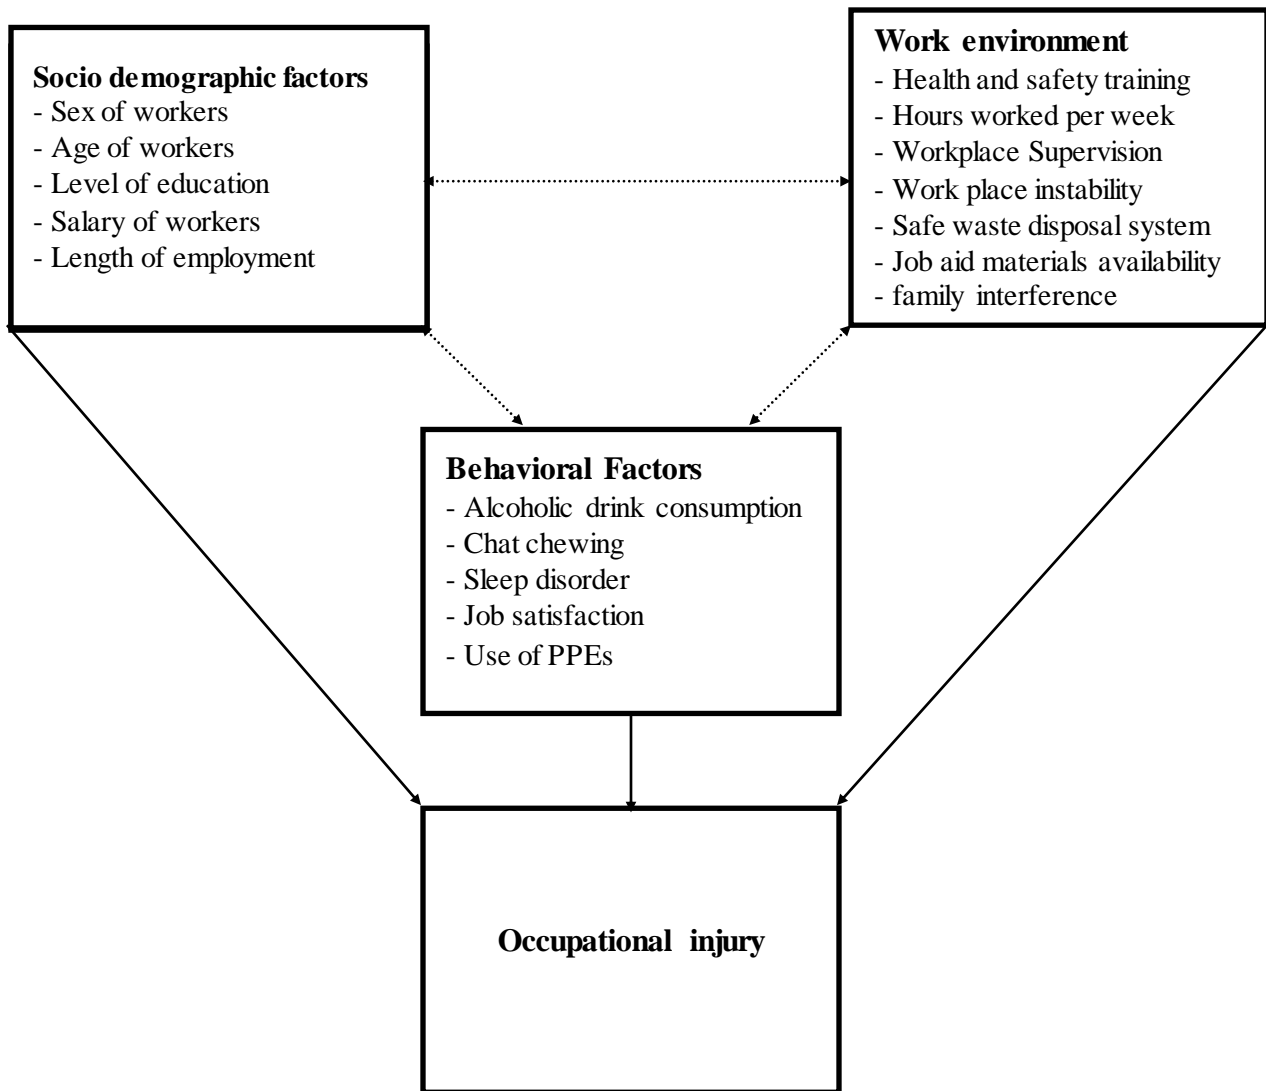 Socio demographic factors
- Sex of workers
- Age of workers
- Level of education
- Salary of workers
- Length of employment
Work environment
- Health and safety training
- Hours worked per week
- Workplace Supervision
- Work place instability
- Safe waste disposal system
- Job aid materials availability
- family interference
Behavioral Factors
- Alcoholic drink consumption
- Chat chewing
- Sleep disorder
- Job satisfaction
- Use of PPEs
Occupational injury